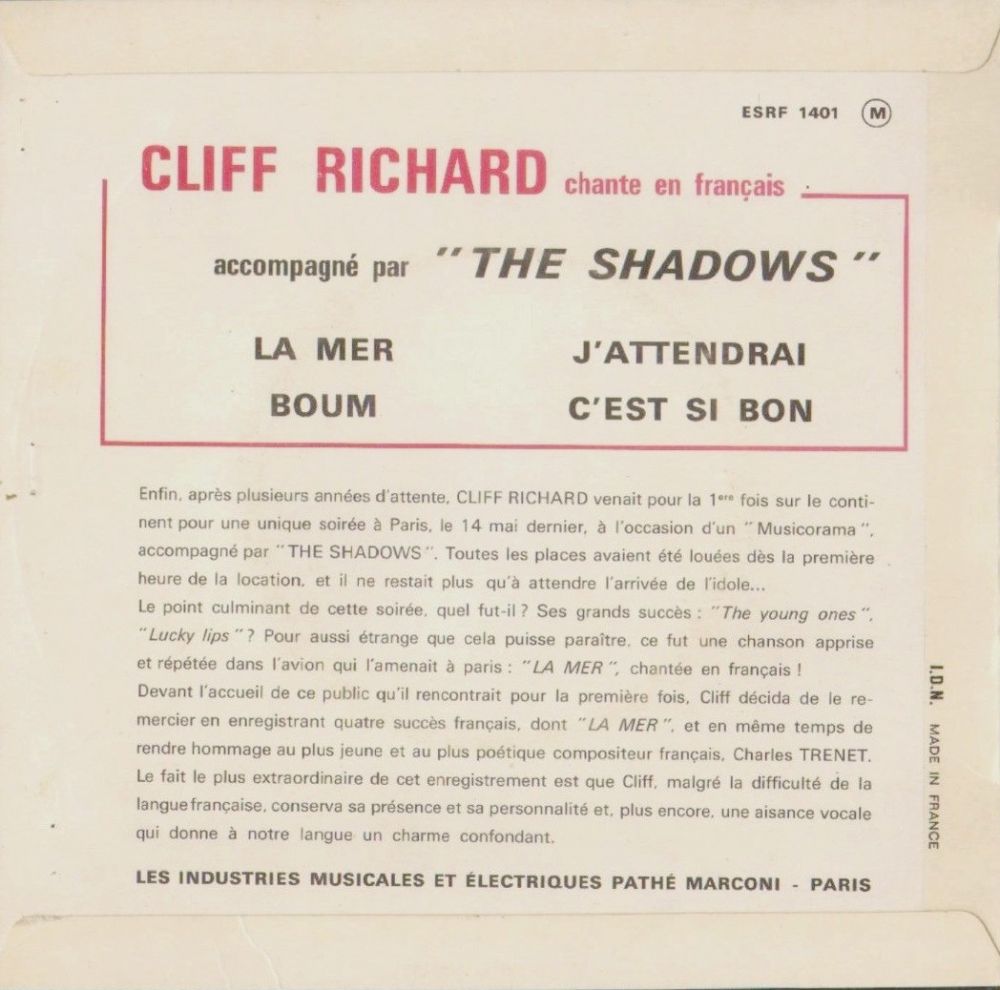 ESRF 1401 M
CLIFF RICHARD chante en français
accompagné par "THE SHADOWS"
LA MER J'ATTENDRAI
BOUM C'EST SI BON
Enfin, après plusieurs années d'attente, CLIFF RICHARD venait pour la 1ere fois sur le conti-
nent pour une unique soirée à Paris, le 14 mai dernier, à l'occasion d'un "Musicorama",
accompagné par "THE SHADOWS". Toutes les places avaient été louées dès la première
heure de la location, et il ne restait plus qu'à attendre l'arrivée de l'idole...
Le point culminant de cette soirée, quel fut-il ? Ses grands succès : "The young ones",
"Lucky lips" ? Pour aussi étrange que cela puisse paraître, ce fut une chanson apprise
et répétée dans l'avion qui l'amenait à paris : "LA MER", chantée en français !
Devant l'accueil de ce public qu'il rencontrait pour la première fois, Cliff décida de le re-
mercier en enregistrant quatre succès français, dont "LA MER", et en même temps de
rendre hommage au plus jeune et au plus poétique compositeur français, Charles TRENET.
Le fait le plus extraordinaire de cet enregistrement est que Cliff, malgré la difficulté de la
langue française, conserva sa présence et sa personnalité et, plus encore, une aisance vocale
qui donne à notre langue un charme confondant.
LES INDUSTRIES MUSICALES ET ÉLECTRIQUES PATHÉ MARCONI - PARIS
I.D.N. MADE IN FRANCE